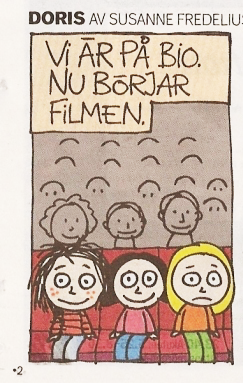 DORIS AV SUSANNE FREDELIUS
VI ÄR PÅ BIO.
NU BÖRJAR
FILMEN.
•2